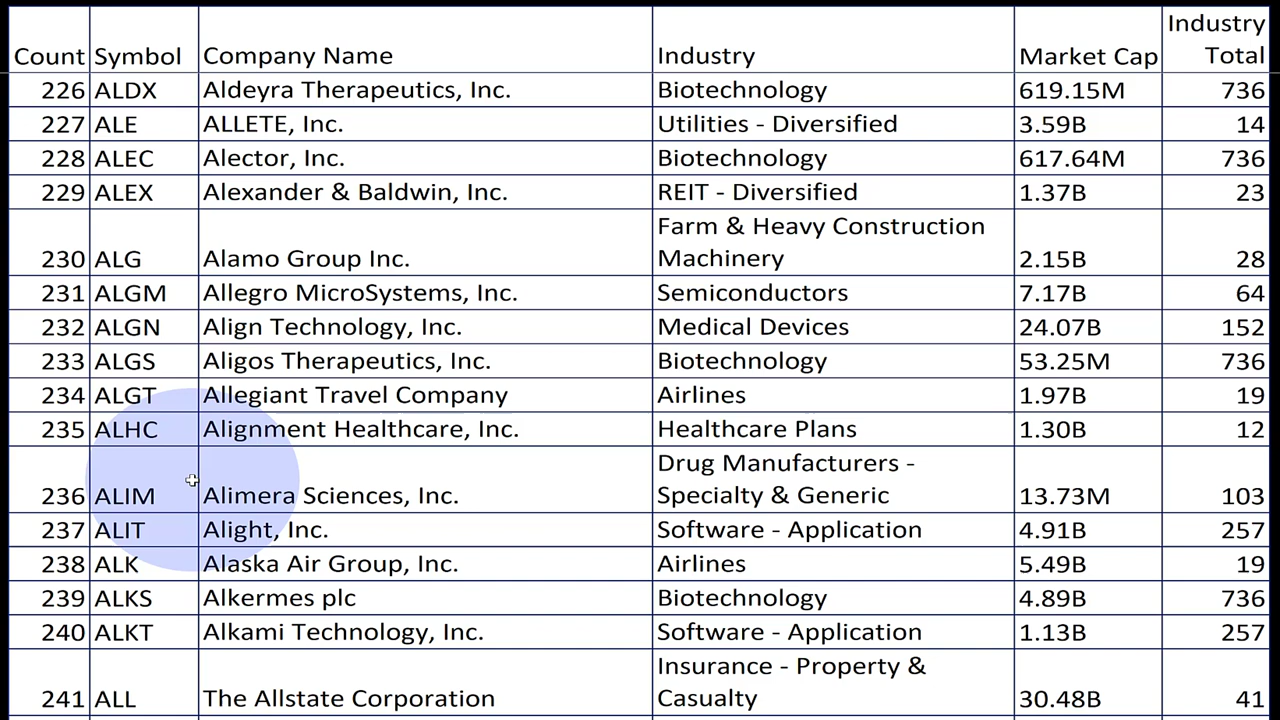 Count Symbol Company Name Industry Market Cap Industry Total
226 ALDX Aldeyra Therapeutics, Inc. Biotechnology 619.15M 736
227 ALE ALLETE, Inc. Utilities - Diversified 3.59B 14
228 ALEC Alector, Inc. Biotechnology 617.64M 736
229 ALEX Alexander & Baldwin, Inc. REIT - Diversified 1.37B 23
230 ALG Alamo Group Inc. Farm & Heavy Construction Machinery 2.15B 28
231 ALGM Allegro MicroSystems, Inc. Semiconductors 7.17B 64
232 ALGN Align Technology, Inc. Medical Devices 24.07B 152
233 ALGS Aligos Therapeutics, Inc. Biotechnology 53.25M 736
234 ALGT Allegiant Travel Company Airlines 1.97B 19
235 ALHC Alignment Healthcare, Inc. Healthcare Plans 1.30B 12
236 ALIM Alimera Sciences, Inc. Drug Manufacturers - Specialty & Generic 13.73M 103
237 ALIT Alight, Inc. Software - Application 4.91B 257
238 ALK Alaska Air Group, Inc. Airlines 5.49B 19
239 ALKS Alkermes plc Biotechnology 4.89B 736
240 ALKT Alkami Technology, Inc. Software - Application 1.13B 257
241 ALL The Allstate Corporation Insurance - Property & Casualty 30.48B 41